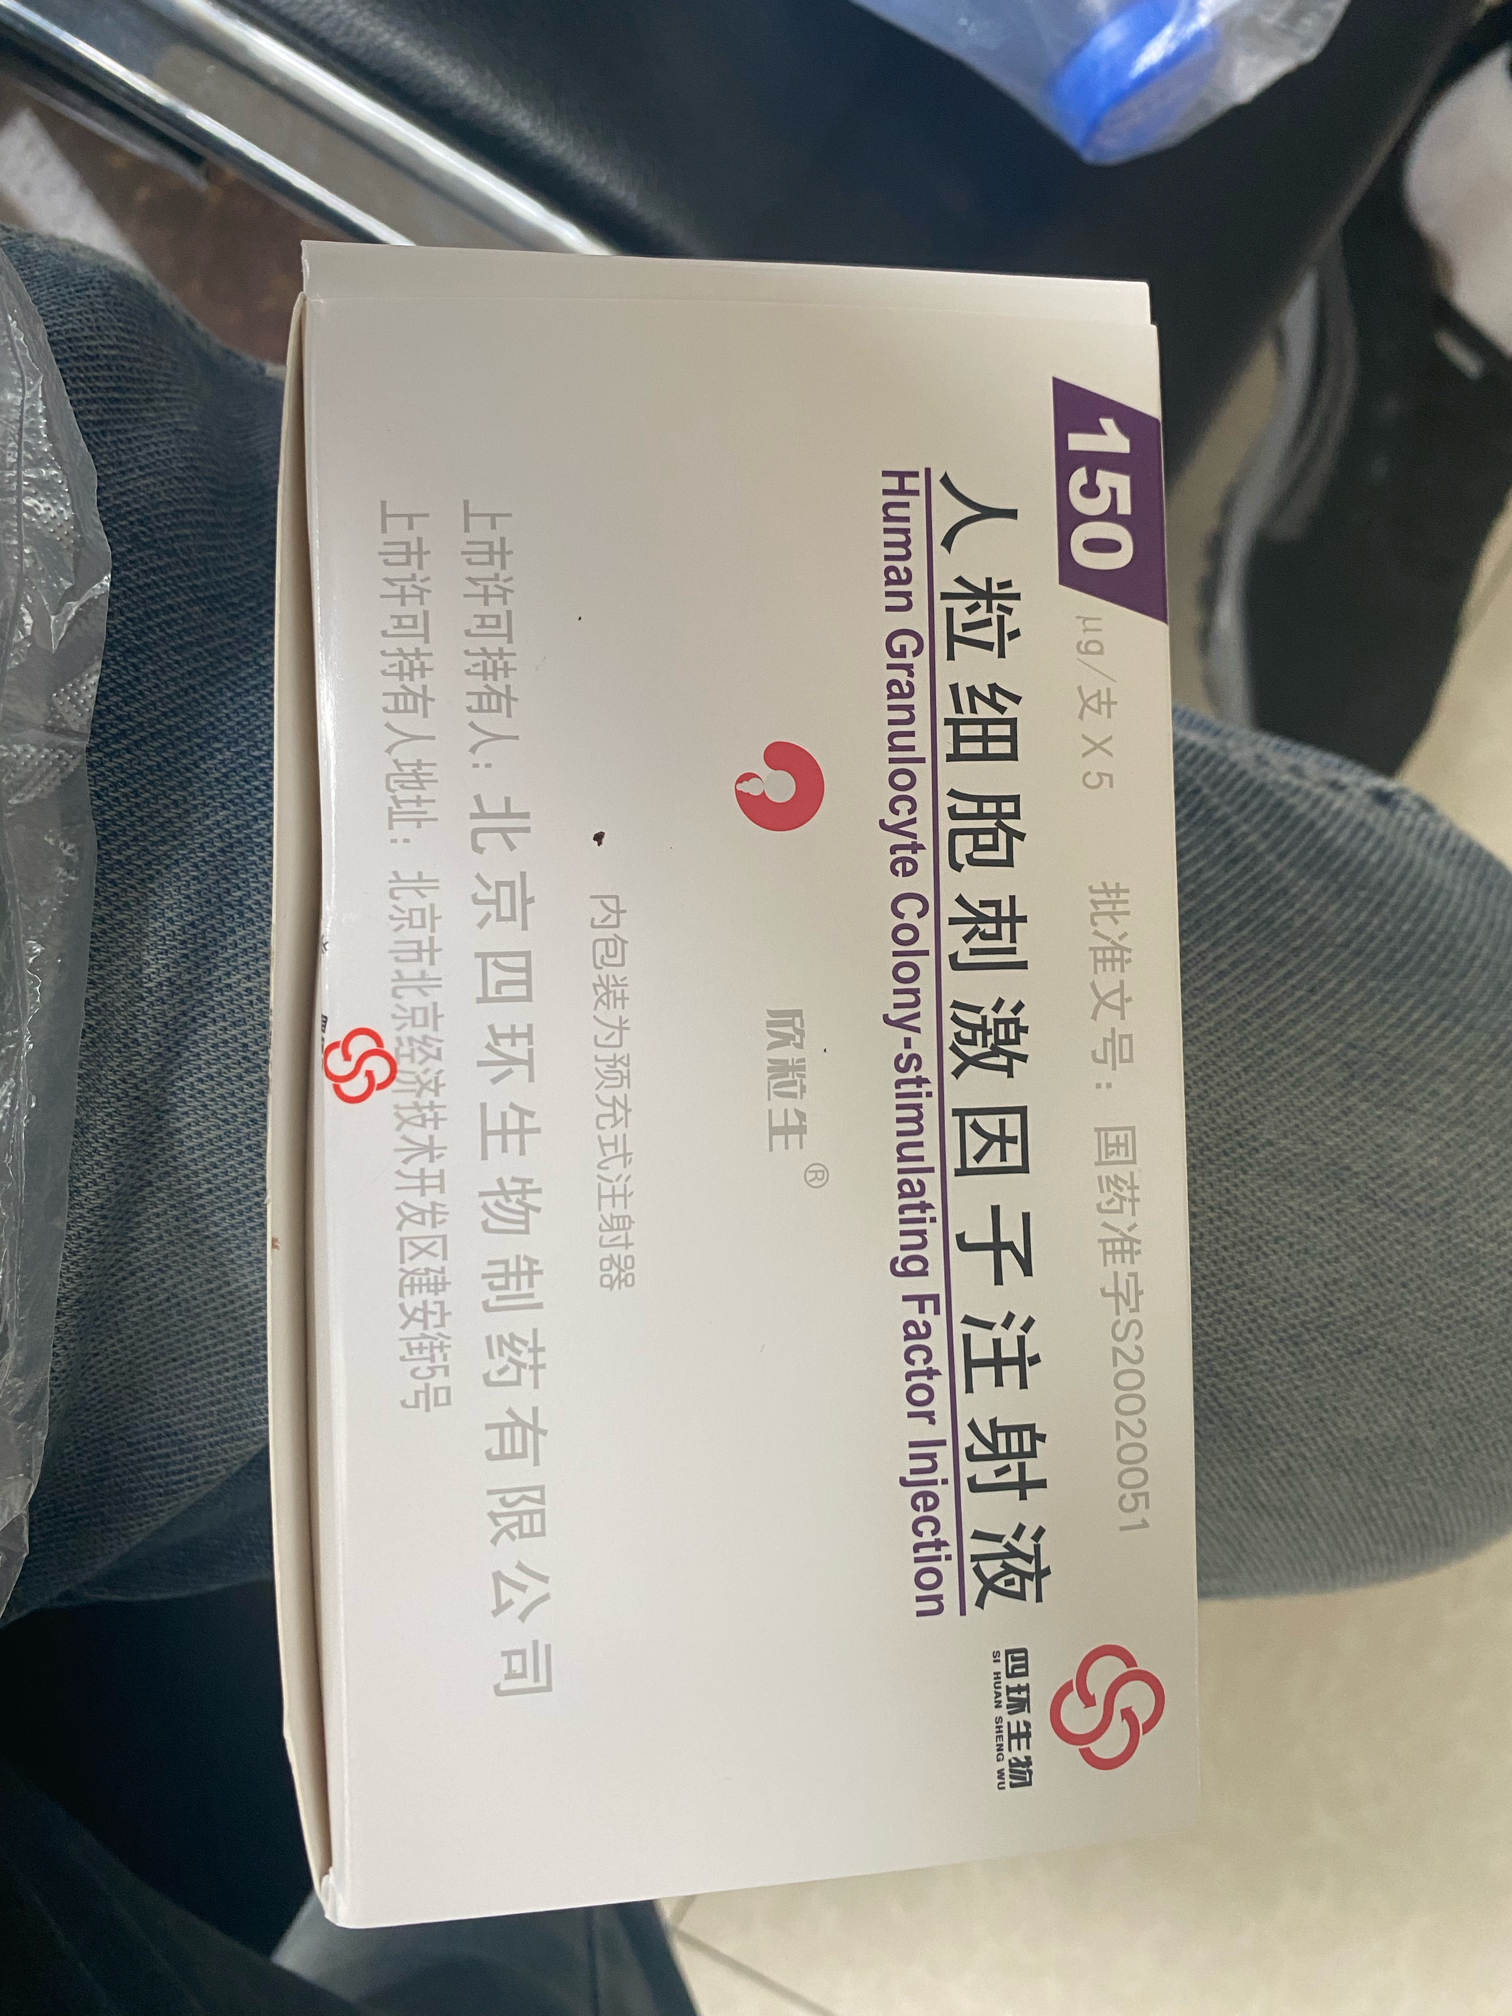 150 μg/支X5 批准文号：国药准字S20020051
人粒细胞刺激因子注射液
Human Granulocyte Colony-stimulating Factor Injection
四环生物
SI HUAN SHENG WU
欣粒生®
内包装为预充式注射器
上市许可持有人：北京四环生物制药有限公司
上市许可持有人地址：北京市北京经济技术开发区建安街5号